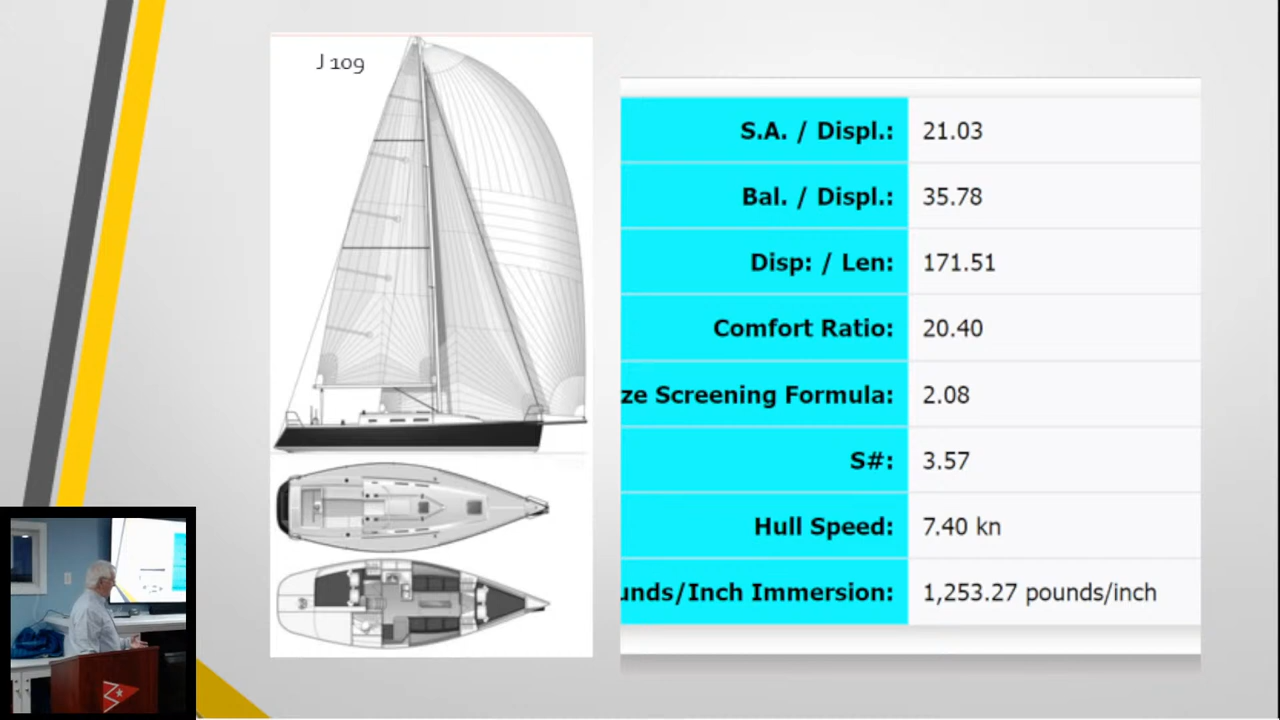 J 109
S.A. / Displ.: 21.03
Bal. / Displ.: 35.78
Disp: / Len: 171.51
Comfort Ratio: 20.40
ze Screening Formula: 2.08
S#: 3.57
Hull Speed: 7.40 kn
unds/Inch Immersion: 1,253.27 pounds/inch